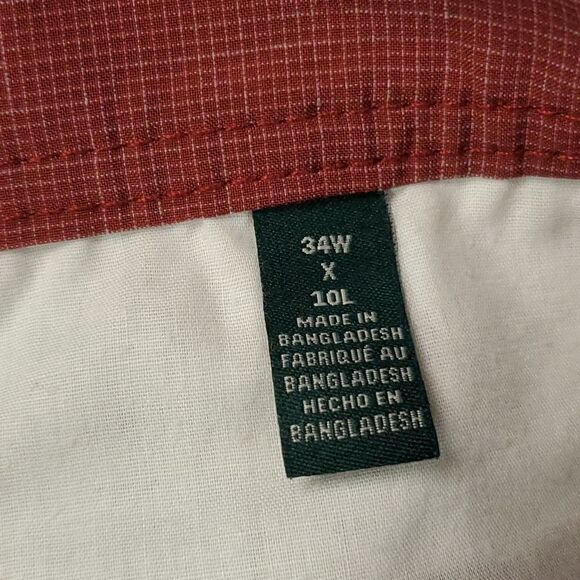 34W
X
10L
MADE IN
BANGLADESH
FABRIQUÉ AU
BANGLADESH
HECHO EN
BANGLADESH